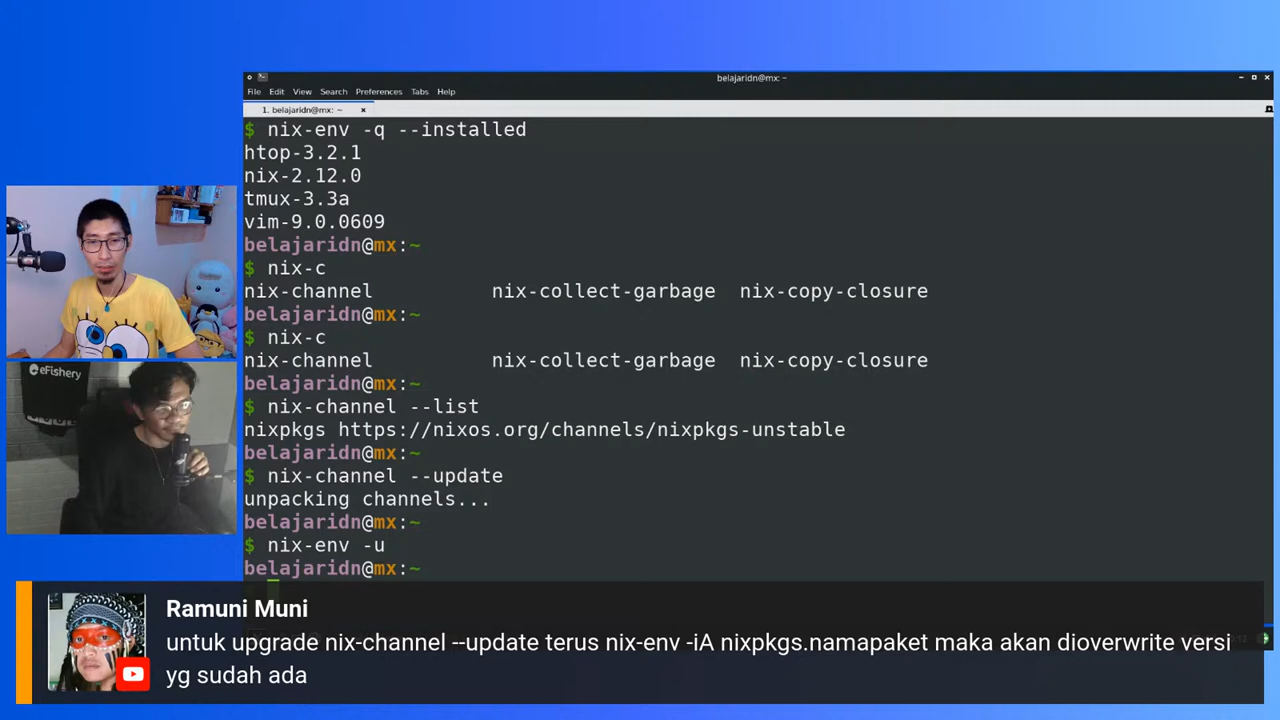 belajaridn@mx: ~
File Edit View Search Preferences Tabs Help
1. belajaridn@mx: ~ ×
$ nix-env -q --installed
htop-3.2.1
nix-2.12.0
tmux-3.3a
vim-9.0.0609
belajaridn@mx:~
$ nix-c
nix-channel nix-collect-garbage nix-copy-closure
belajaridn@mx:~
$ nix-c
nix-channel nix-collect-garbage nix-copy-closure
belajaridn@mx:~
$ nix-channel --list
nixpkgs https://nixos.org/channels/nixpkgs-unstable
belajaridn@mx:~
$ nix-channel --update
unpacking channels...
belajaridn@mx:~
$ nix-env -u
belajaridn@mx:~
eFishery
Ramuni Muni
untuk upgrade nix-channel --update terus nix-env -iA nixpkgs.namapaket maka akan dioverwrite versi
yg sudah ada